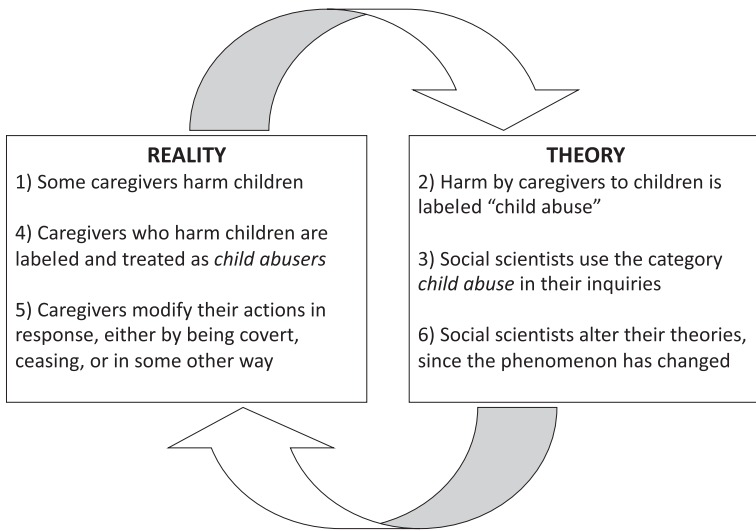 REALITY
1) Some caregivers harm children
4) Caregivers who harm children are
labeled and treated as child abusers
5) Caregivers modify their actions in
response, either by being covert,
ceasing, or in some other way
THEORY
2) Harm by caregivers to children is
labeled “child abuse”
3) Social scientists use the category
child abuse in their inquiries
6) Social scientists alter their theories,
since the phenomenon has changed